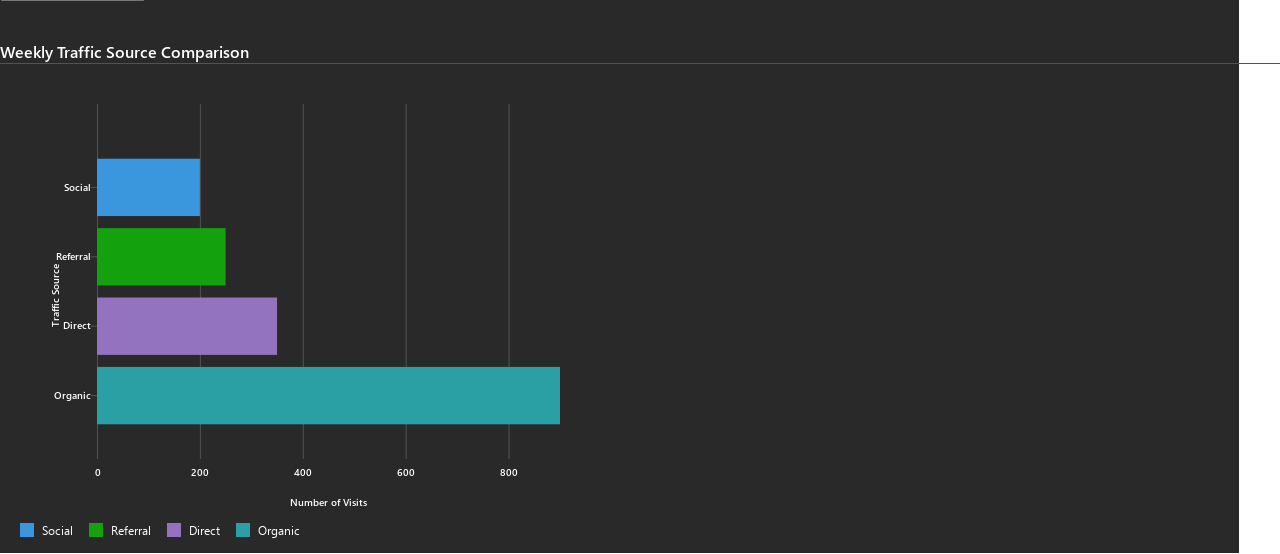 Weekly Traffic Source Comparison
Social
Referral
Traffic Source
Direct
Organic
0 200 400 600 800
Number of Visits
Social Referral Direct Organic